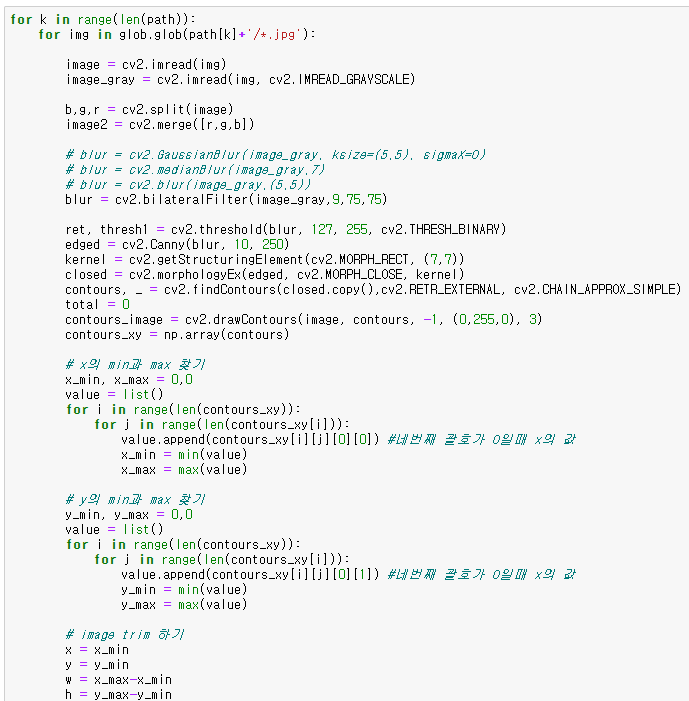 for k in range(len(path)):
    for img in glob.glob(path[k]+'/*.jpg'):

        image = cv2.imread(img)
        image_gray = cv2.imread(img, cv2.IMREAD_GRAYSCALE)

        b,g,r = cv2.split(image)
        image2 = cv2.merge([r,g,b])

        # blur = cv2.GaussianBlur(image_gray, ksize=(5,5), sigmaX=0)
        # blur = cv2.medianBlur(image_gray,7)
        # blur = cv2.blur(image_gray,(5,5))
        blur = cv2.bilateralFilter(image_gray,9,75,75)

        ret, thresh1 = cv2.threshold(blur, 127, 255, cv2.THRESH_BINARY)
        edged = cv2.Canny(blur, 10, 250)
        kernel = cv2.getStructuringElement(cv2.MORPH_RECT, (7,7))
        closed = cv2.morphologyEx(edged, cv2.MORPH_CLOSE, kernel)
        contours, _ = cv2.findContours(closed.copy(),cv2.RETR_EXTERNAL, cv2.CHAIN_APPROX_SIMPLE)
        total = 0
        contours_image = cv2.drawContours(image, contours, -1, (0,255,0), 3)
        contours_xy = np.array(contours)

        # x의 min과 max 찾기
        x_min, x_max = 0,0
        value = list()
        for i in range(len(contours_xy)):
            for j in range(len(contours_xy[i])):
                value.append(contours_xy[i][j][0][0]) #네번째 괄호가 0일때 x의 값
                x_min = min(value)
                x_max = max(value)

        # y의 min과 max 찾기
        y_min, y_max = 0,0
        value = list()
        for i in range(len(contours_xy)):
            for j in range(len(contours_xy[i])):
                value.append(contours_xy[i][j][0][1]) #네번째 괄호가 0일때 x의 값
                y_min = min(value)
                y_max = max(value)

        # image trim 하기
        x = x_min
        y = y_min
        w = x_max-x_min
        h = y_max-y_min